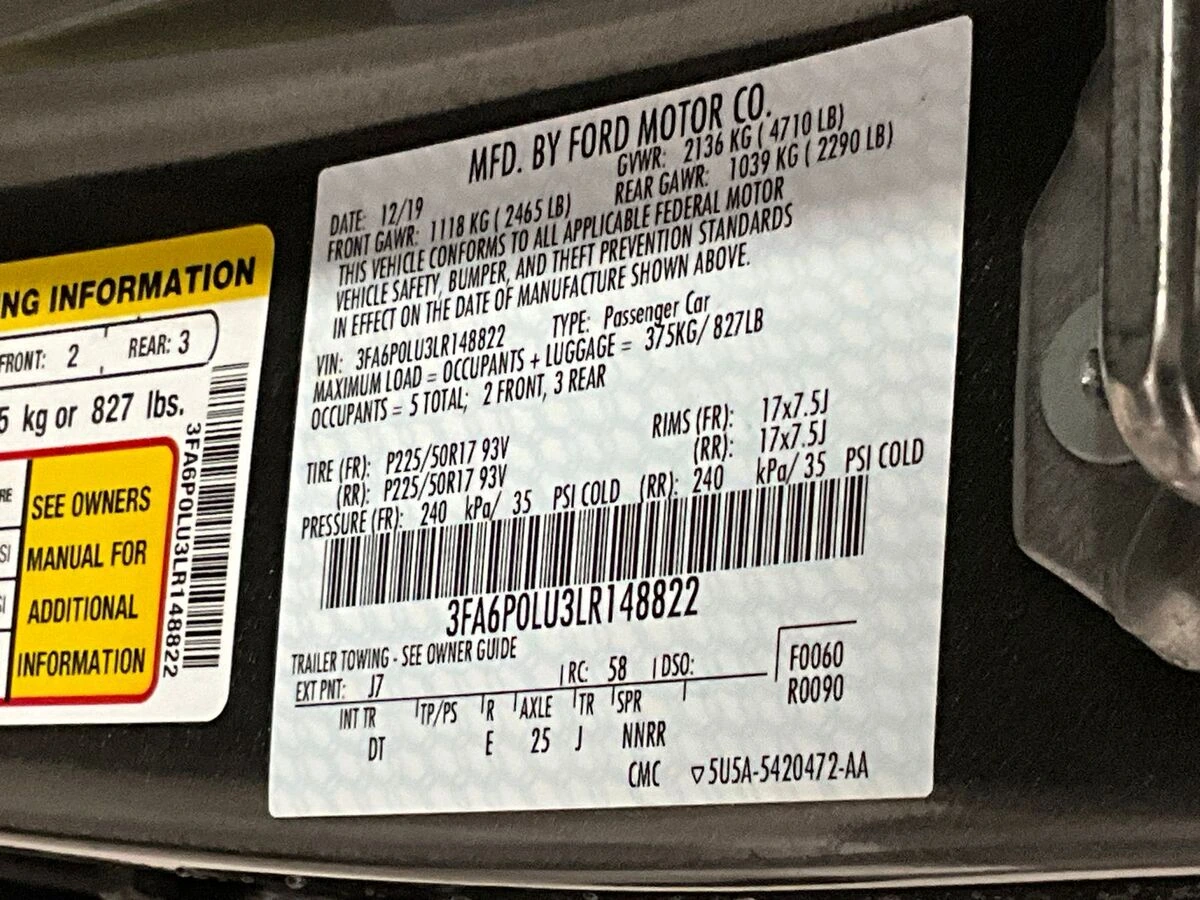 NG INFORMATION
FRONT: 2 REAR: 3
5 kg or 827 lbs.
SEE OWNERS
MANUAL FOR
ADDITIONAL
INFORMATION
3FA6P0LU3LR148822
MFD. BY FORD MOTOR CO.
DATE: 12/19 GVWR: 2136 KG ( 4710 LB)
FRONT GAWR: 1118 KG ( 2465 LB) REAR GAWR: 1039 KG ( 2290 LB)
THIS VEHICLE CONFORMS TO ALL APPLICABLE FEDERAL MOTOR
VEHICLE SAFETY, BUMPER, AND THEFT PREVENTION STANDARDS
IN EFFECT ON THE DATE OF MANUFACTURE SHOWN ABOVE.
VIN: 3FA6P0LU3LR148822 TYPE: Passenger Car
MAXIMUM LOAD = OCCUPANTS + LUGGAGE = 375KG/ 827LB
OCCUPANTS = 5 TOTAL; 2 FRONT, 3 REAR
TIRE (FR): P225/50R17 93V RIMS (FR): 17x7.5J
(RR): P225/50R17 93V (RR): 17x7.5J
PRESSURE (FR): 240 kPa/ 35 PSI COLD (RR): 240 kPa/ 35 PSI COLD
3FA6P0LU3LR148822
TRAILER TOWING - SEE OWNER GUIDE
EXT PNT: J7 RC: 58 DSO: F0060
INT TR TP/PS R AXLE TR SPR R0090
DT E 25 J NNRR
CMC ▽5U5A-5420472-AA